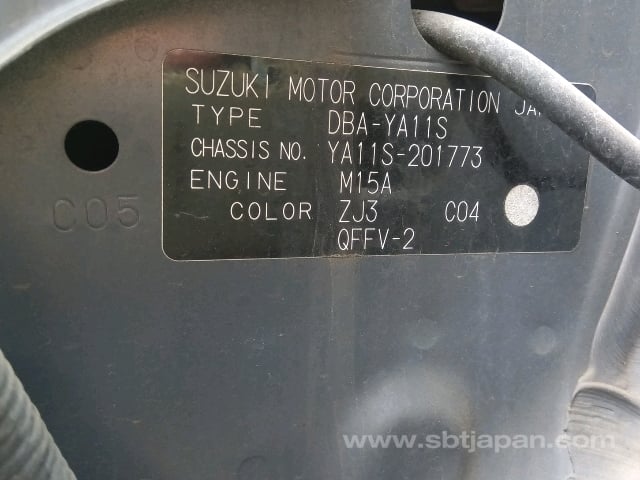 SUZUKI MOTOR CORPORATION
TYPE DBA-YA11S
CHASSIS NO. YA11S-201773
ENGINE M15A
COLOR ZJ3 C04
QFFV-2
C05
www.sbtjapan.com